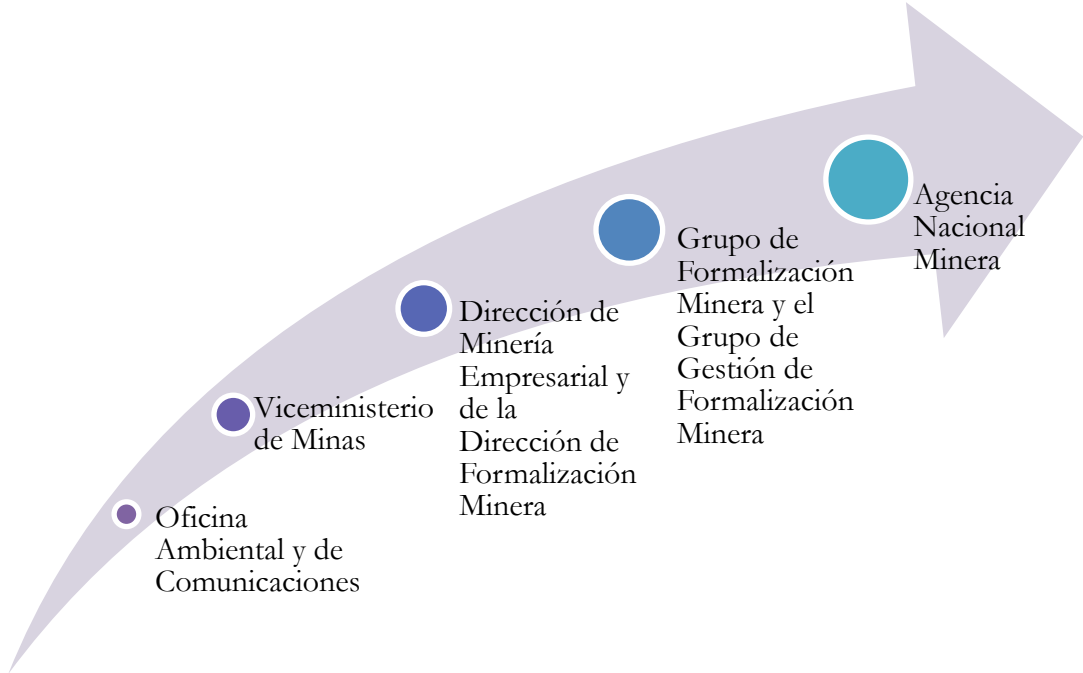 Oficina
Ambiental y de
Comunicaciones
Viceministerio
de Minas
Dirección de
Minería
Empresarial y
de la
Dirección de
Formalización
Minera
Grupo de
Formalización
Minera y el
Grupo de
Gestión de
Formalización
Minera
Agencia
Nacional
Minera